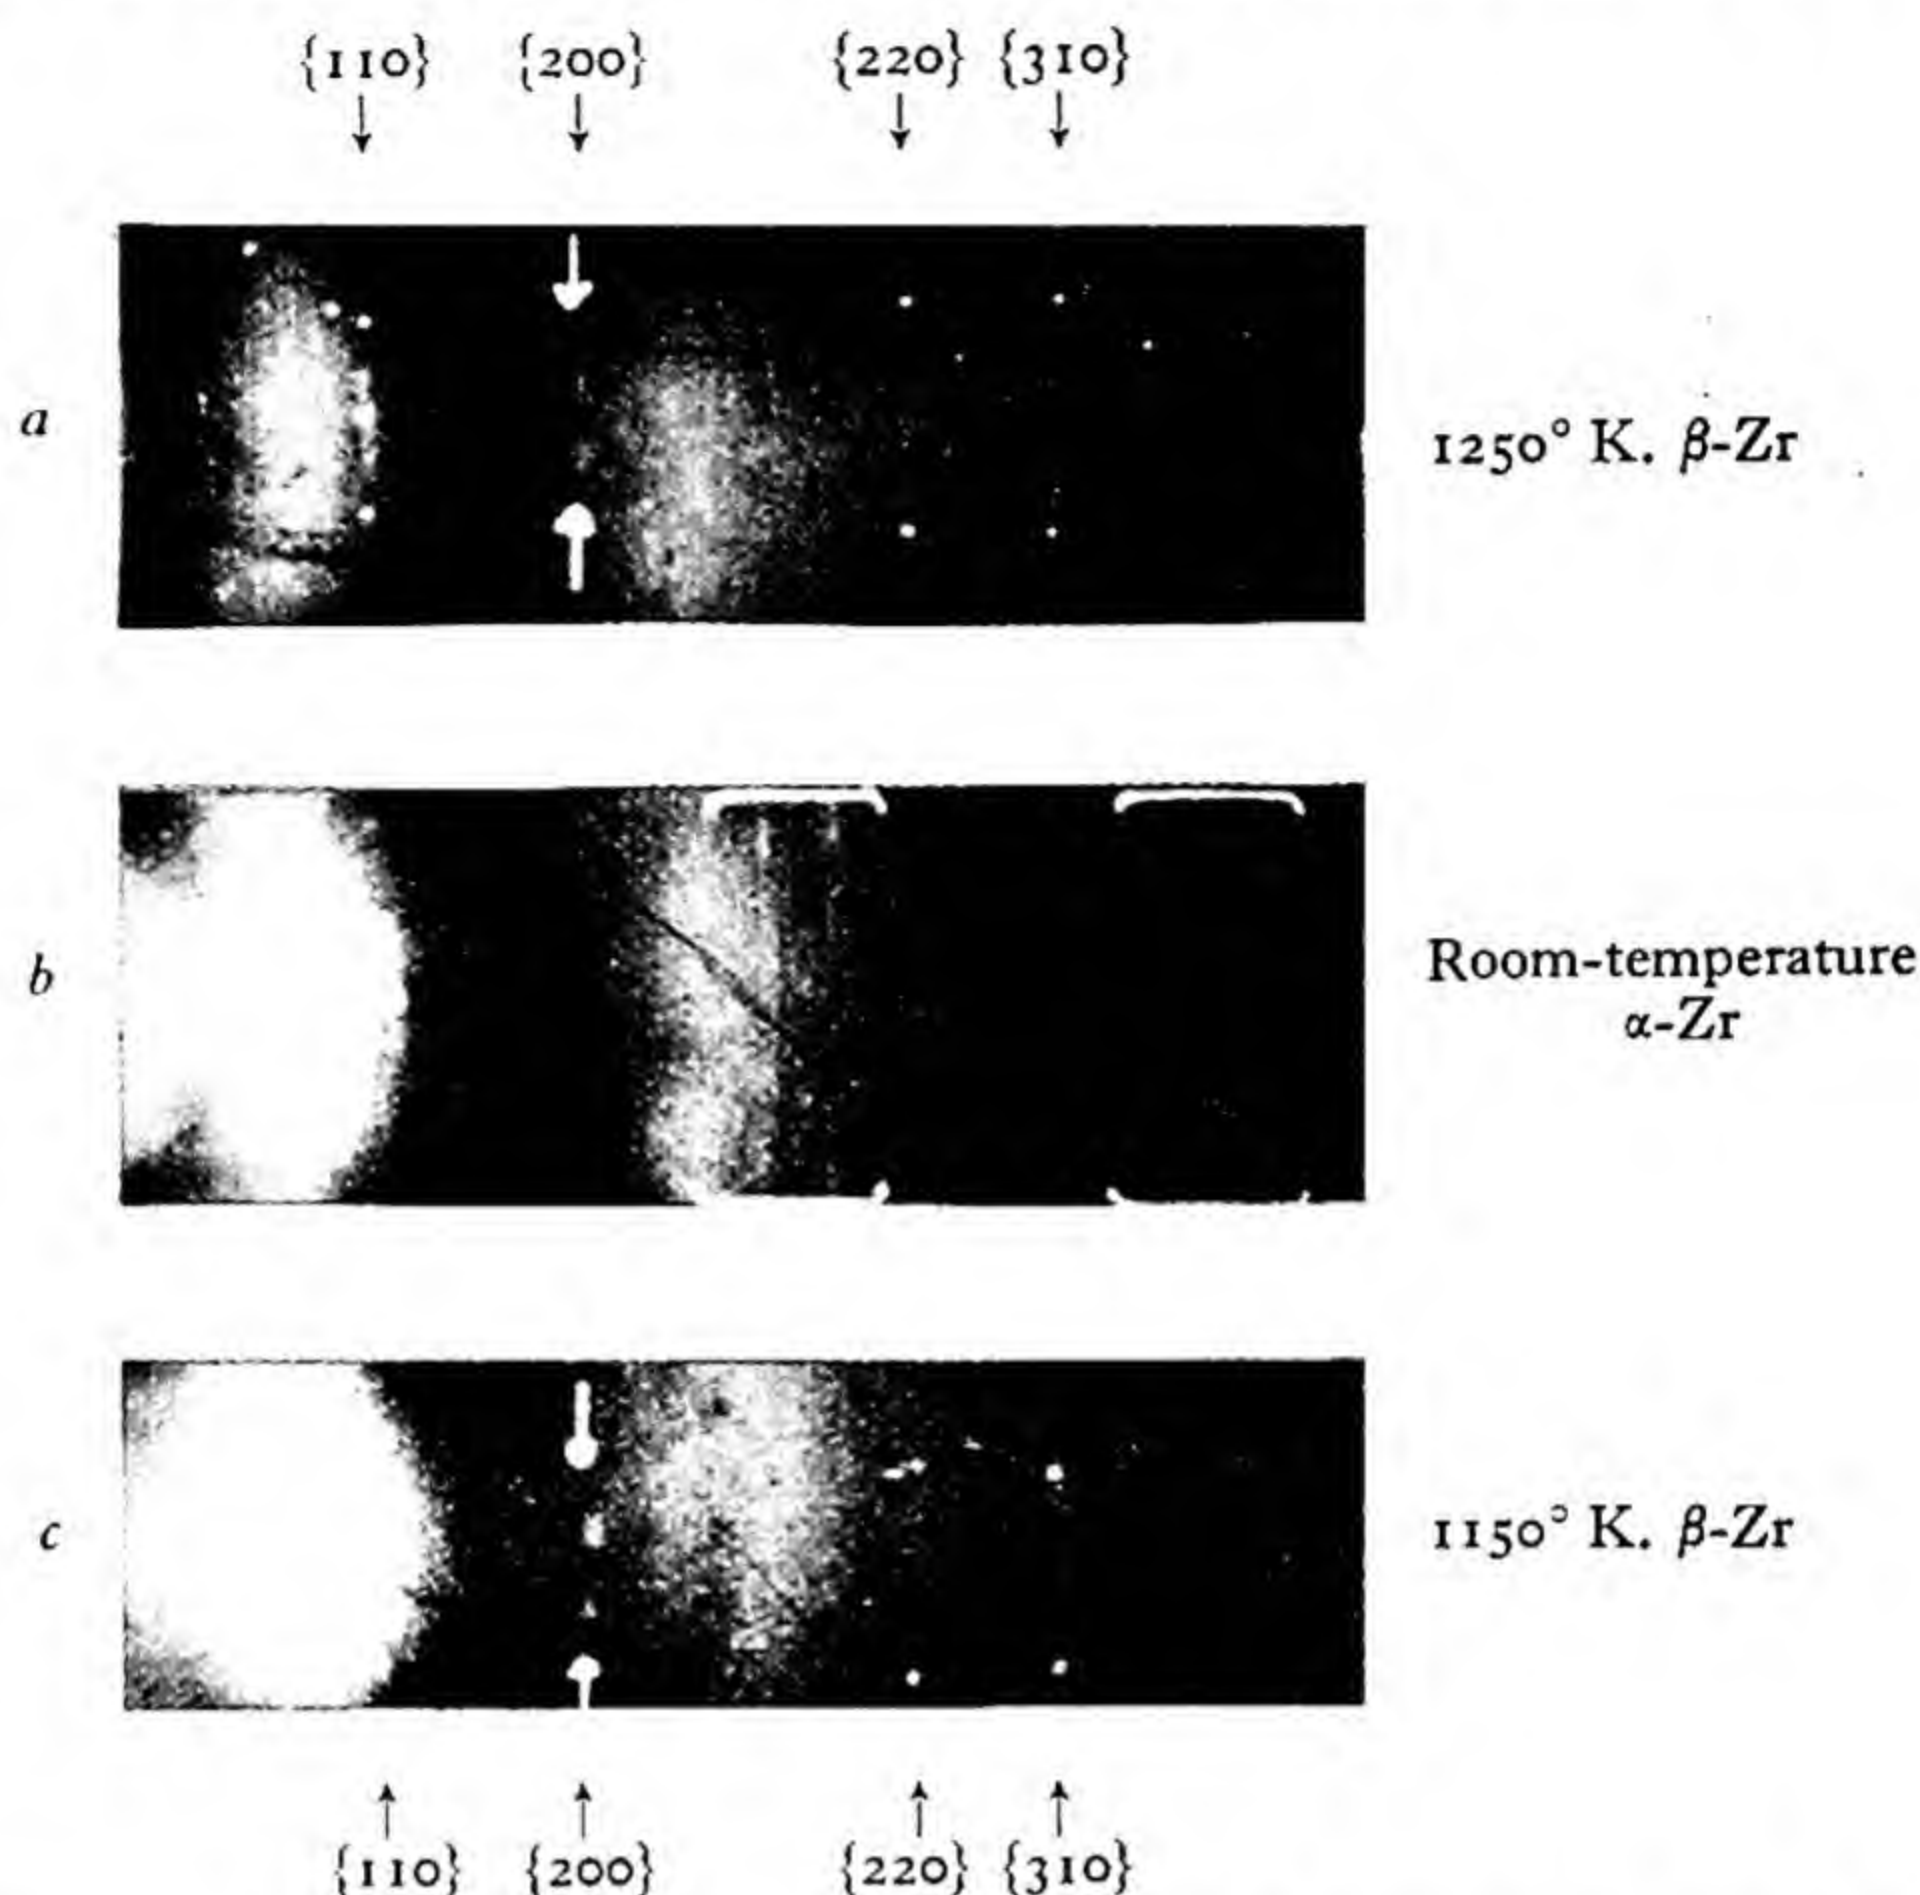 {110} {200} {220} {310}
a
1250° K. β-Zr
b
Room-temperature
α-Zr
c
1150° K. β-Zr
{110} {200} {220} {310}